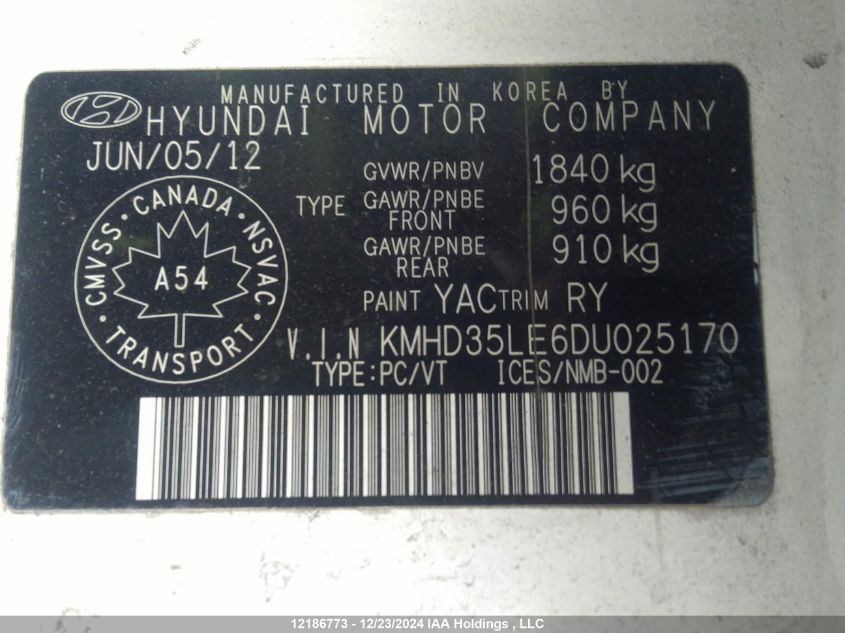 MANUFACTURED IN KOREA BY
HYUNDAI MOTOR COMPANY
JUN/05/12
GVWR/PNBV 1840 kg
TYPE GAWR/PNBE FRONT 960 kg
GAWR/PNBE REAR 910 kg
CMVSS · CANADA · NSVAC · TRANSPORT ·
A54
PAINT YAC TRIM RY
V.I.N KMHD35LE6DU025170
TYPE:PC/VT ICES/NMB-002
12186773 - 12/23/2024 IAA Holdings , LLC